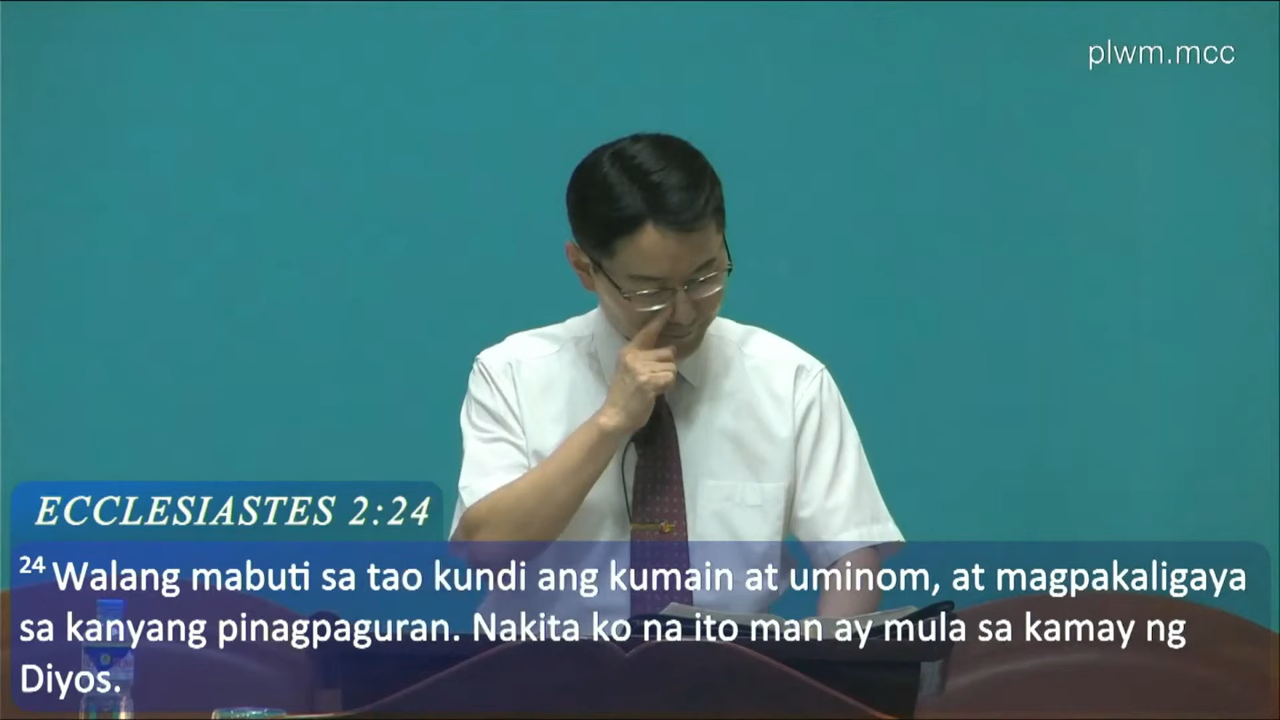 plwm.mcc
ECCLESIASTES 2:24
24 Walang mabuti sa tao kundi ang kumain at uminom, at magpakaligaya
sa kanyang pinagpaguran. Nakita ko na ito man ay mula sa kamay ng
Diyos.